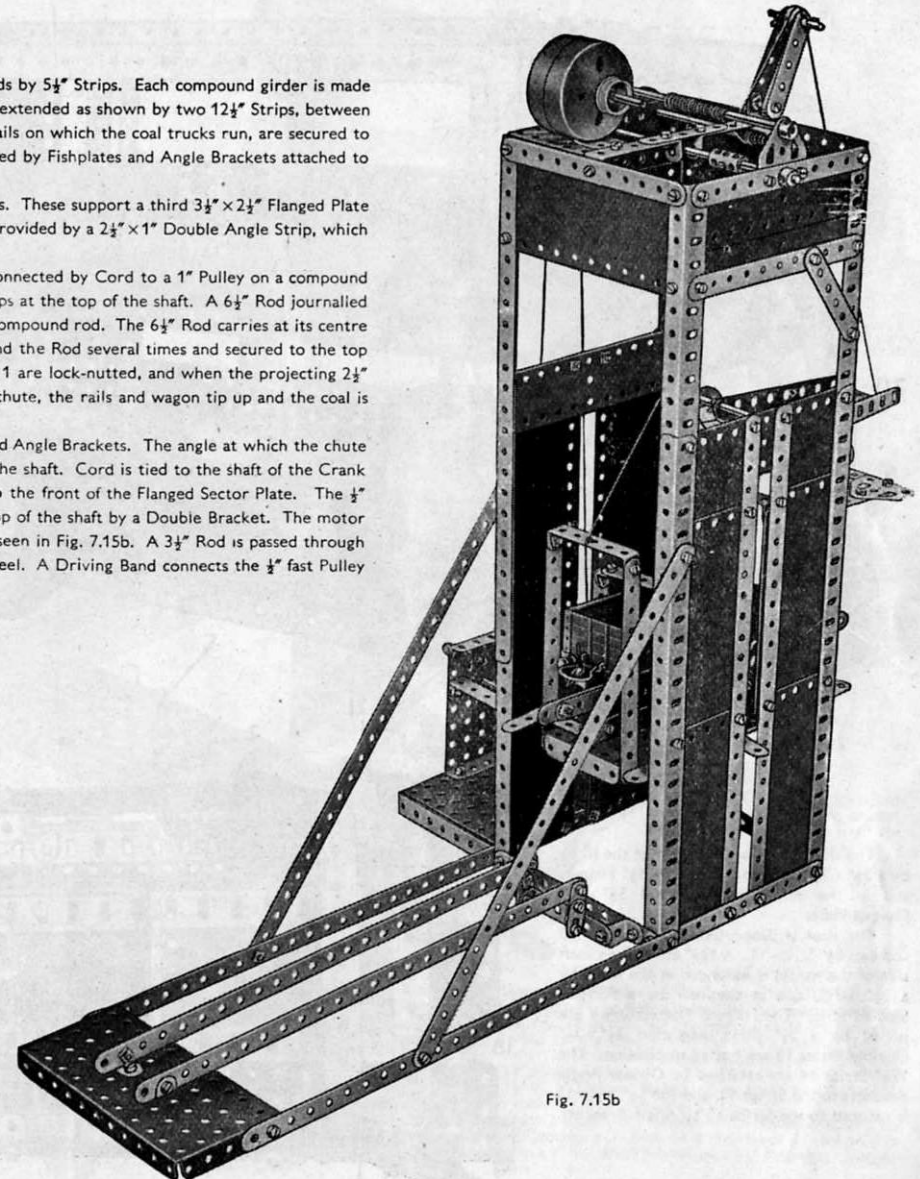 ds by 5½″ Strips. Each compound girder is made
extended as shown by two 12½″ Strips, between
ails on which the coal trucks run, are secured to
ed by Fishplates and Angle Brackets attached to
s. These support a third 3½″ × 2½″ Flanged Plate
rovided by a 2½″ × 1″ Double Angle Strip, which
onnected by Cord to a 1″ Pulley on a compound
ps at the top of the shaft. A 6½″ Rod journalled
ompound rod. The 6½″ Rod carries at its centre
nd the Rod several times and secured to the top
1 are lock-nutted, and when the projecting 2½″
chute, the rails and wagon tip up and the coal is
d Angle Brackets. The angle at which the chute
he shaft. Cord is tied to the shaft of the Crank
o the front of the Flanged Sector Plate. The ½″
op of the shaft by a Double Bracket. The motor
seen in Fig. 7.15b. A 3½″ Rod is passed through
eel. A Driving Band connects the ½″ fast Pulley
Fig. 7.15b